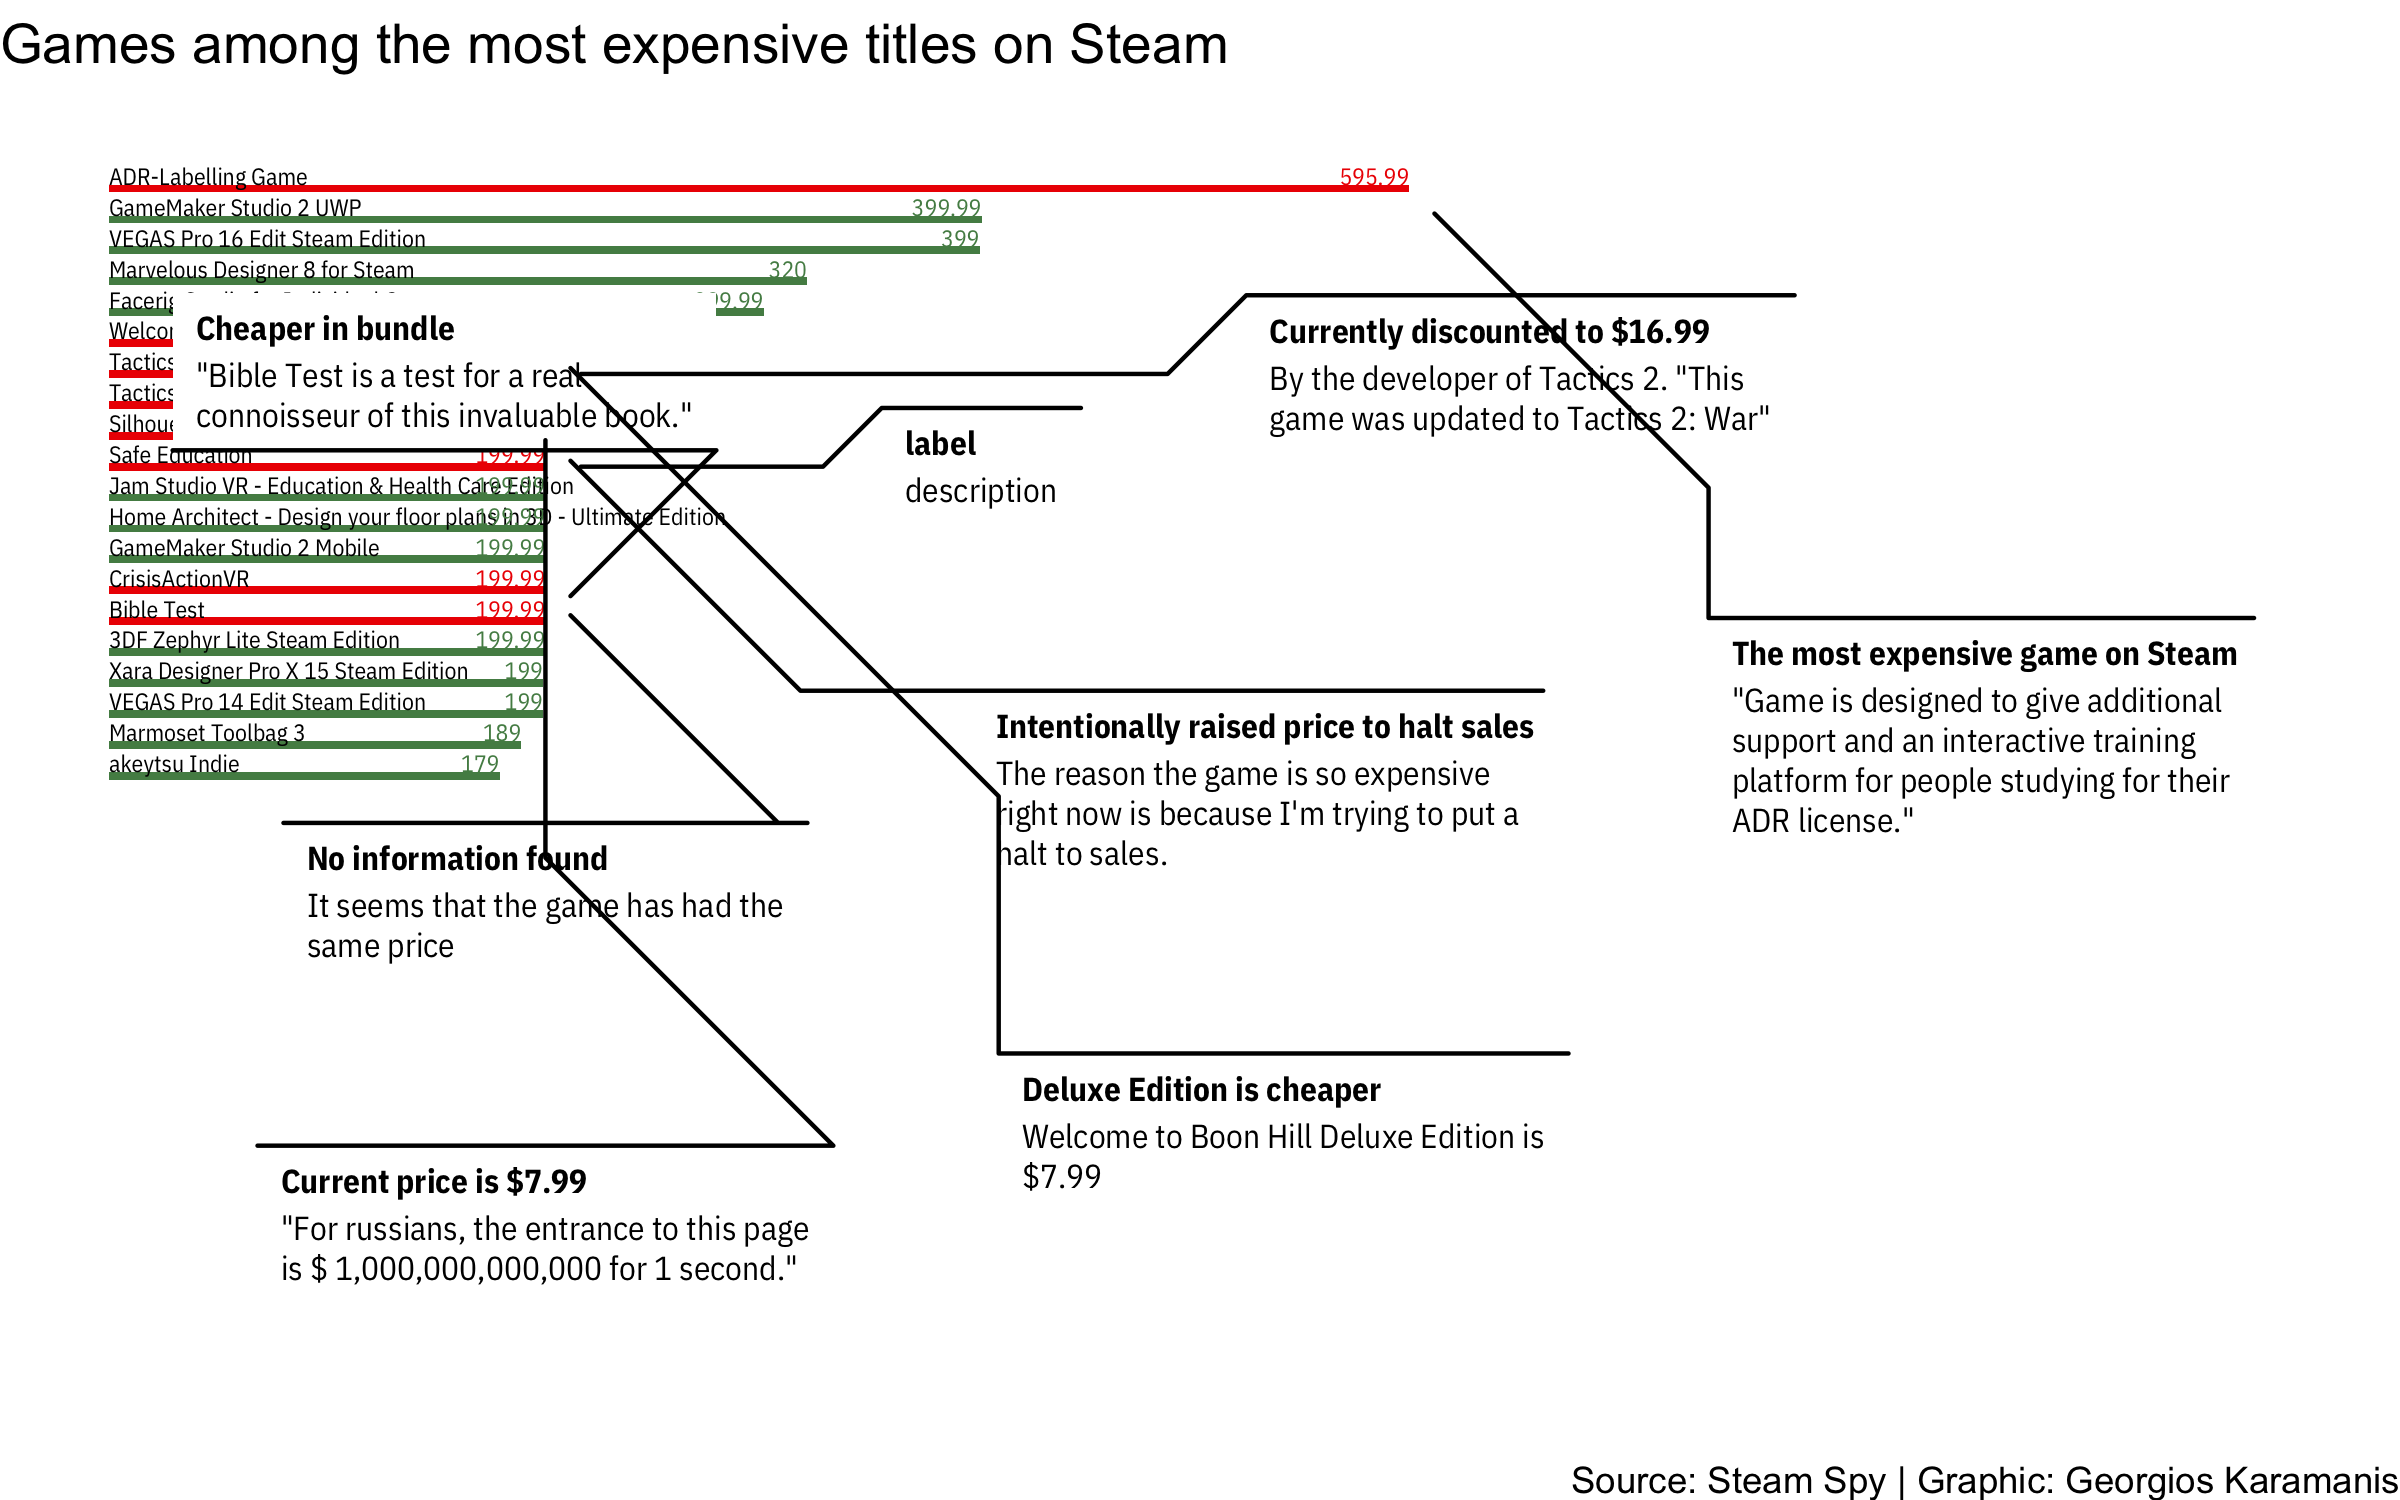 Games among the most expensive titles on Steam
ADR-Labelling Game 595.99
GameMaker Studio 2 UWP 399.99
VEGAS Pro 16 Edit Steam Edition 399
Marvelous Designer 8 for Steam 320
Cheaper in bundle
"Bible Test is a test for a real
connoisseur of this invaluable book."
Currently discounted to $16.99
By the developer of Tactics 2. "This
game was updated to Tactics 2: War"
label
description
Tactics
Tactics
Safe Education 199.99
Jam Studio VR - Education & Health Care Edition 199.99
Home Architect - Design your floor plans in 3D - Ultimate Edition 199.99
GameMaker Studio 2 Mobile 199.99
CrisisActionVR 199.99
Bible Test 199.99
3DF Zephyr Lite Steam Edition 199.99
Xara Designer Pro X 15 Steam Edition 199
VEGAS Pro 14 Edit Steam Edition 199
Marmoset Toolbag 3 189
akeytsu Indie 179
The most expensive game on Steam
"Game is designed to give additional
support and an interactive training
platform for people studying for their
ADR license."
Intentionally raised price to halt sales
The reason the game is so expensive
right now is because I'm trying to put a
halt to sales.
No information found
It seems that the game has had the
same price
Deluxe Edition is cheaper
Welcome to Boon Hill Deluxe Edition is
$7.99
Current price is $7.99
"For russians, the entrance to this page
is $ 1,000,000,000,000 for 1 second."
Source: Steam Spy | Graphic: Georgios Karamanis